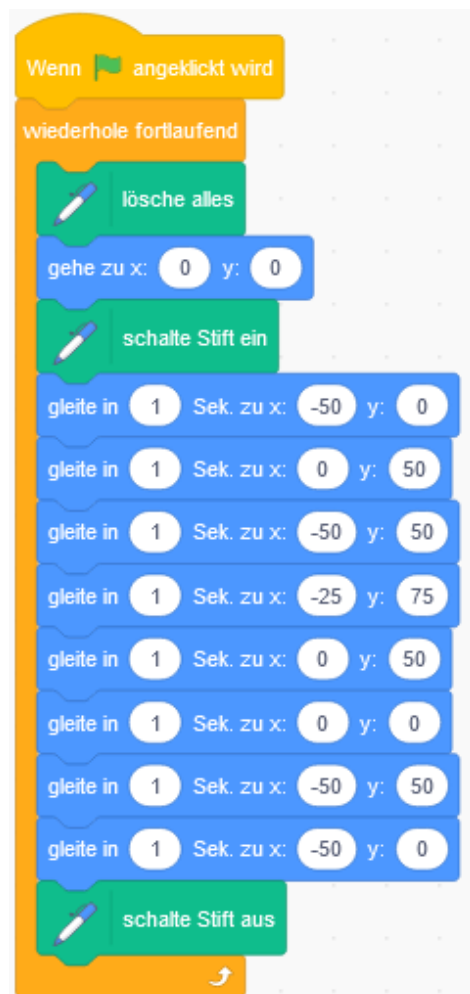 Wenn angeklickt wird
wiederhole fortlaufend
lösche alles
gehe zu x: 0 y: 0
schalte Stift ein
gleite in 1 Sek. zu x: -50 y: 0
gleite in 1 Sek. zu x: 0 y: 50
gleite in 1 Sek. zu x: -50 y: 50
gleite in 1 Sek. zu x: -25 y: 75
gleite in 1 Sek. zu x: 0 y: 50
gleite in 1 Sek. zu x: 0 y: 0
gleite in 1 Sek. zu x: -50 y: 50
gleite in 1 Sek. zu x: -50 y: 0
schalte Stift aus